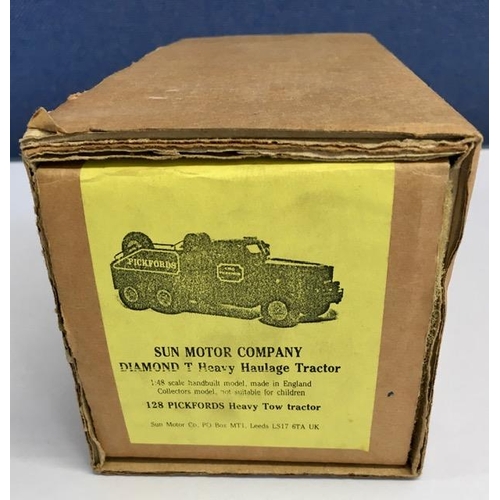 PICKFORDS
SUN MOTOR COMPANY
DIAMOND T Heavy Haulage Tractor
1:48 scale handbuilt model, made in England
Collectors model, not suitable for children
128 PICKFORDS Heavy Tow tractor
Sun Motor Co, PO Box MT1, Leeds LS17 6TA UK